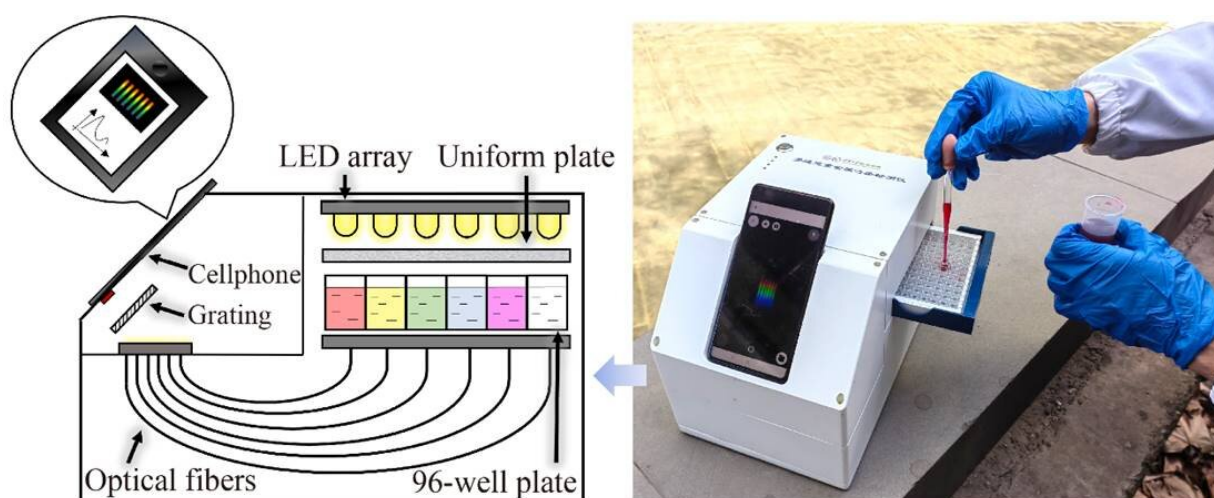 LED array
Uniform plate
Cellphone
Grating
Optical fibers
96-well plate